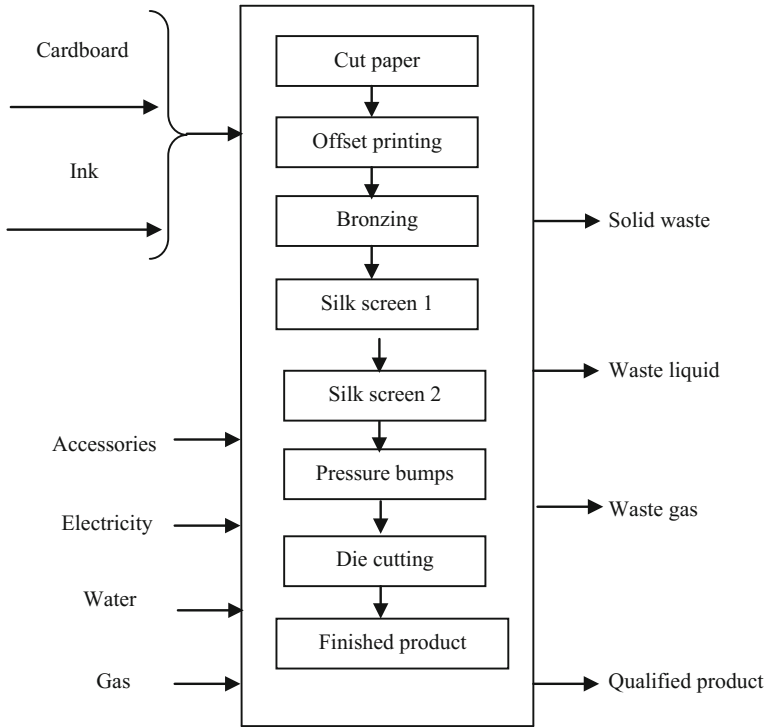 Cardboard
Ink
Accessories
Electricity
Water
Gas
Cut paper
Offset printing
Bronzing
Silk screen 1
Silk screen 2
Pressure bumps
Die cutting
Finished product
Solid waste
Waste liquid
Waste gas
Qualified product